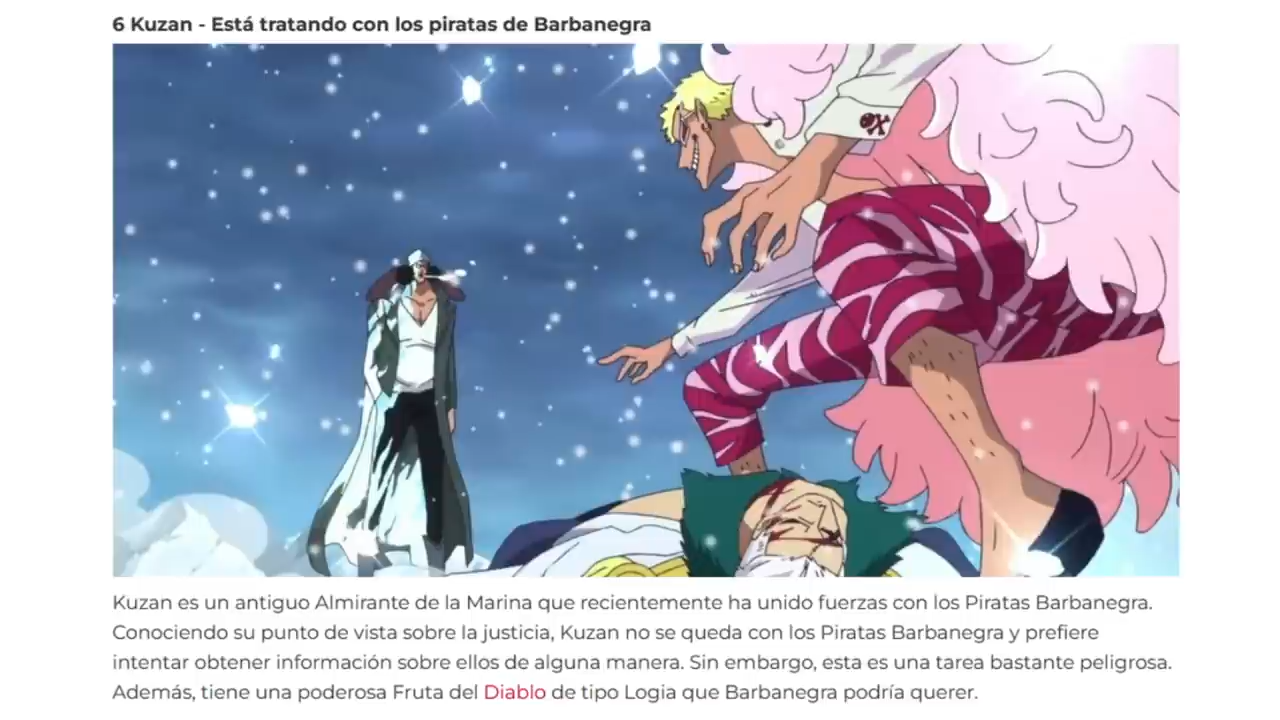 6 Kuzan - Está tratando con los piratas de Barbanegra
Kuzan es un antiguo Almirante de la Marina que recientemente ha unido fuerzas con los Piratas Barbanegra.
Conociendo su punto de vista sobre la justicia, Kuzan no se queda con los Piratas Barbanegra y prefiere
intentar obtener información sobre ellos de alguna manera. Sin embargo, esta es una tarea bastante peligrosa.
Además, tiene una poderosa Fruta del Diablo de tipo Logia que Barbanegra podría querer.